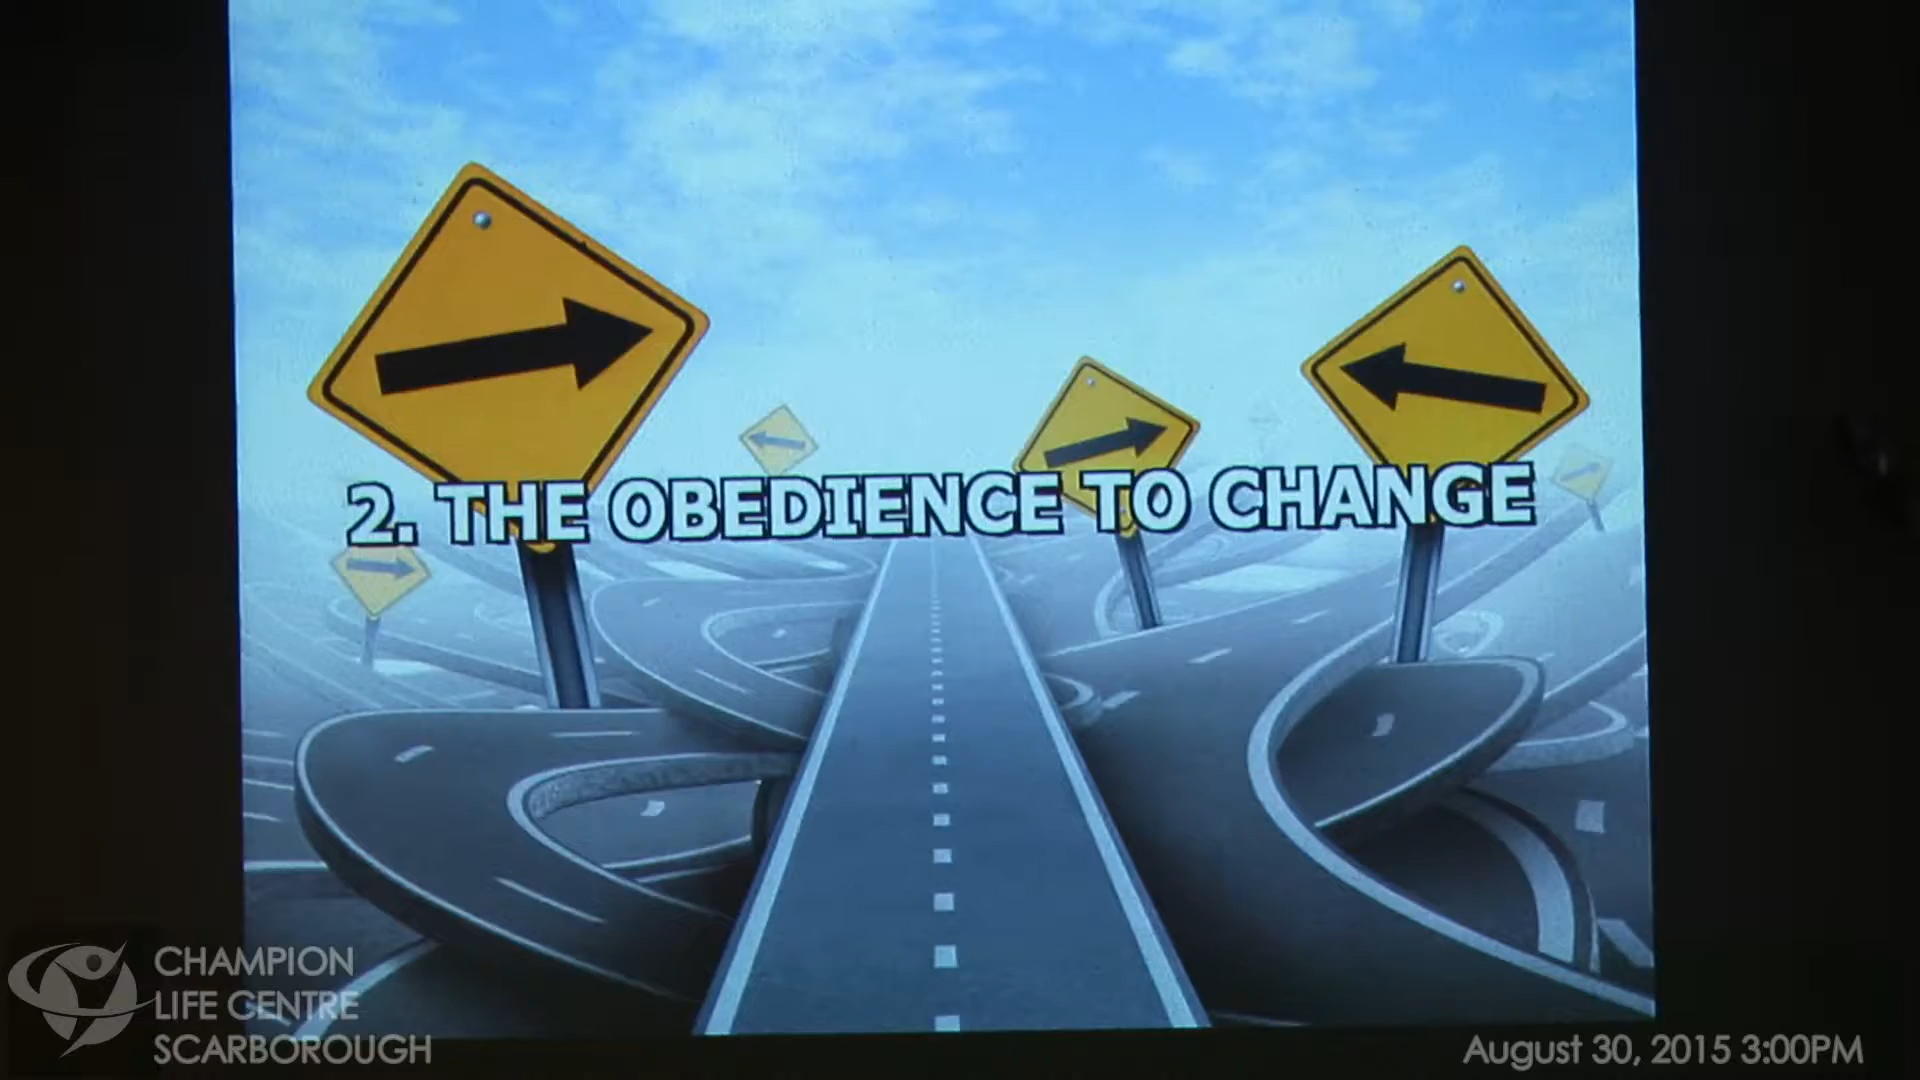 2. THE OBEDIENCE TO CHANGE
CHAMPION
LIFE CENTRE
SCARBOROUGH
August 30, 2015 3:00PM